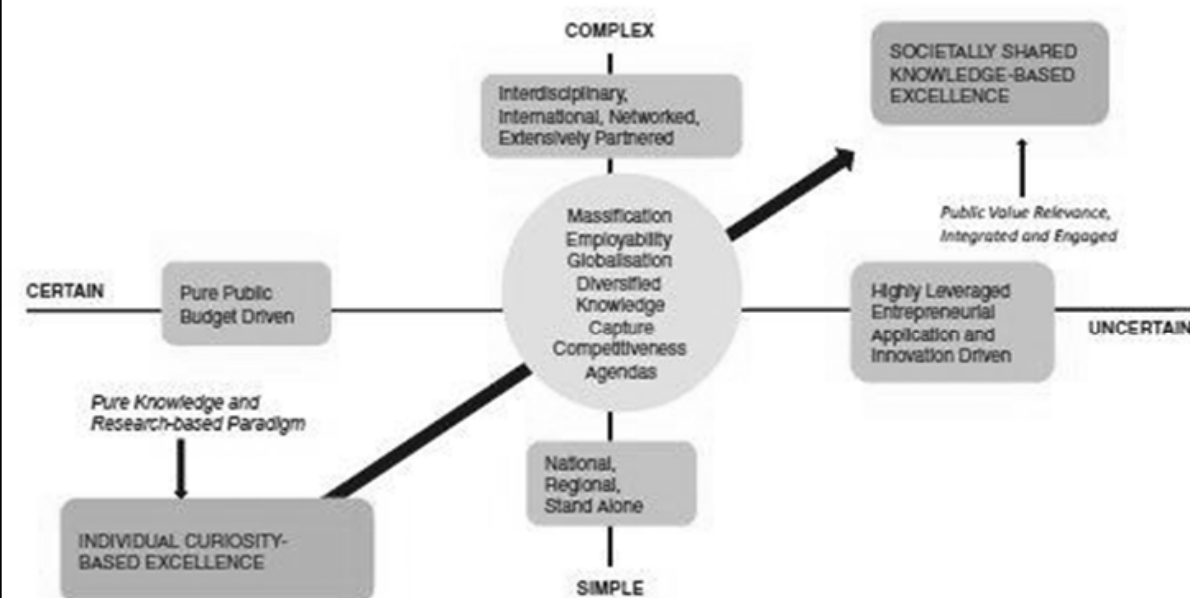 COMPLEX
SOCIETALLY SHARED
KNOWLEDGE-BASED
EXCELLENCE
Interdisciplinary,
International, Networked,
Extensively Partnered
Public Value Relevance,
Integrated and Engaged
Massification
Employability
Globalisation
Diversified
Knowledge
Capture
Competitiveness
Agendas
CERTAIN
Pure Public
Budget Driven
Highly Leveraged
Entrepreneurial
Application and
Innovation Driven
UNCERTAIN
Pure Knowledge and
Research-based Paradigm
National,
Regional,
Stand Alone
INDIVIDUAL CURIOSITY-
BASED EXCELLENCE
SIMPLE